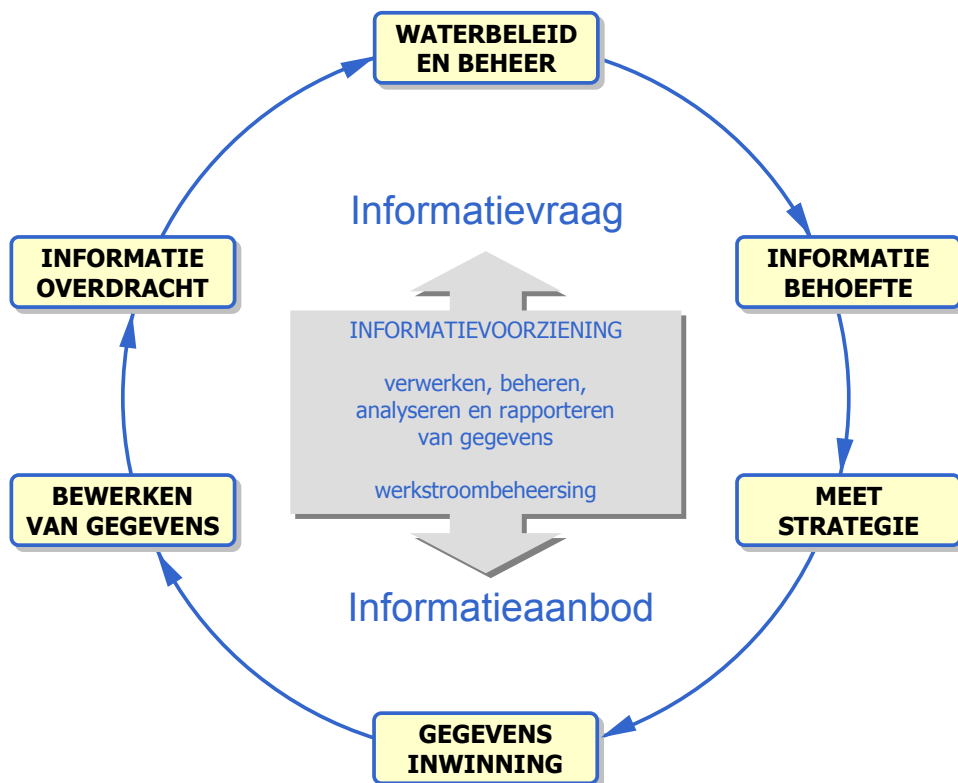 WATERBELEID
EN BEHEER
Informatievraag
INFORMATIE
OVERDRACHT
INFORMATIE
BEHOEFTE
INFORMATIEVOORZIENING
verwerken, beheren,
analyseren en rapporteren
van gegevens
werkstroombeheersing
BEWERKEN
VAN GEGEVENS
MEET
STRATEGIE
Informatieaanbod
GEGEVENS
INWINNING